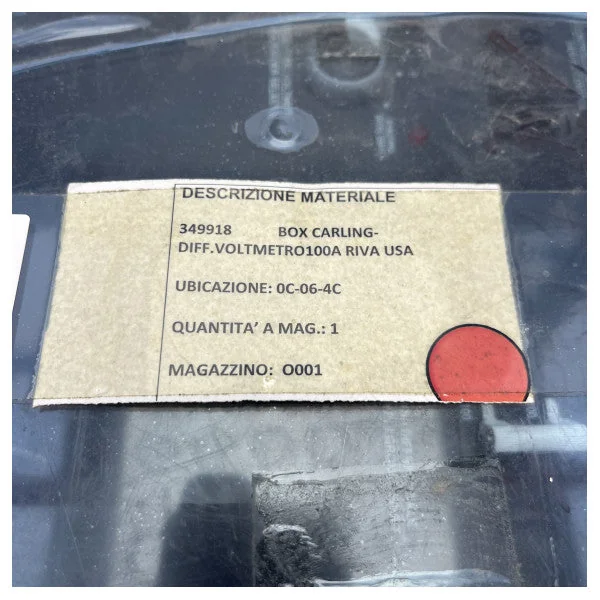 DESCRIZIONE MATERIALE
349918 BOX CARLING-
DIFF.VOLTMETRO100A RIVA USA
UBICAZIONE: 0C-06-4C
QUANTITA’ A MAG.: 1
MAGAZZINO: O001